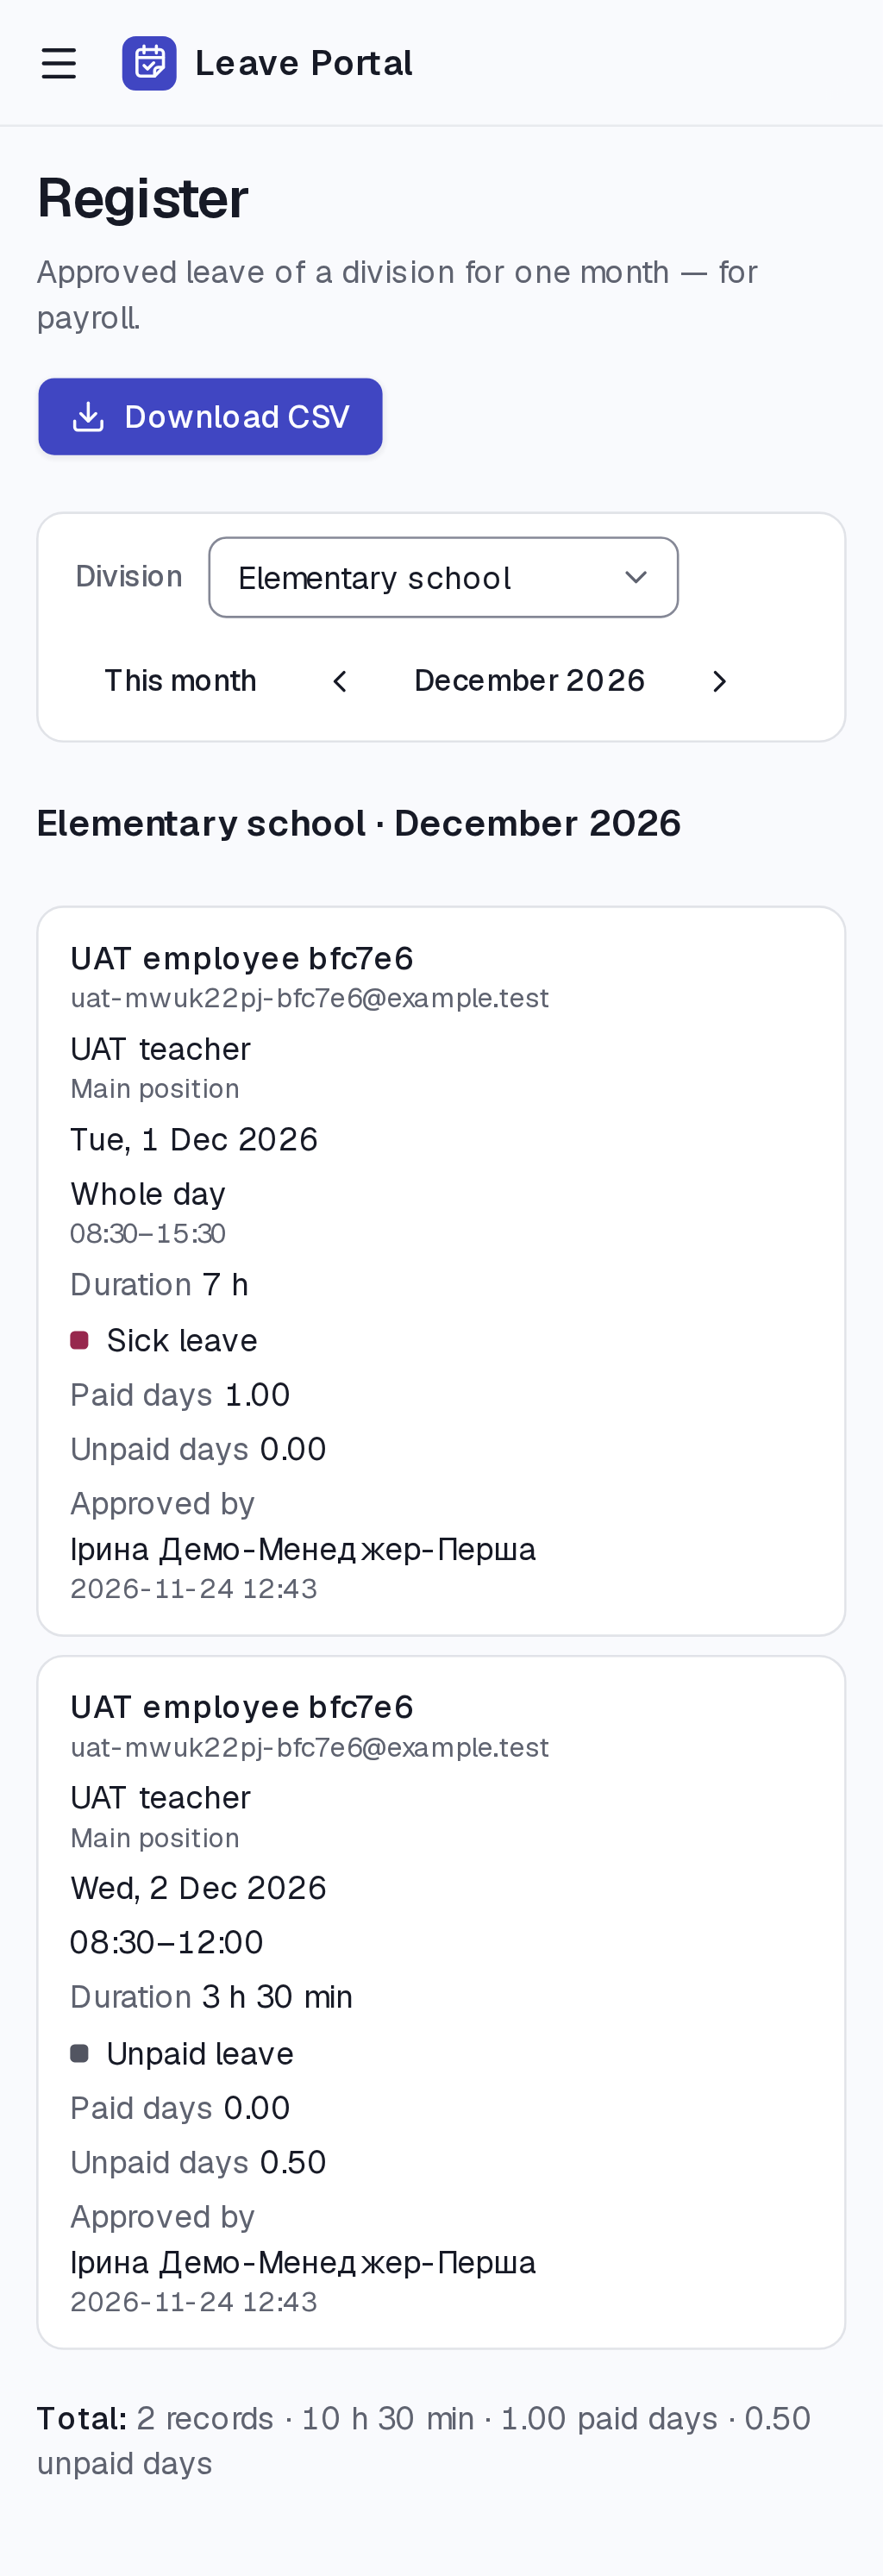 Leave Portal
Register
Approved leave of a division for one month — for
payroll.
Download CSV
Division
Elementary school
This month
December 2026
Elementary school · December 2026
UAT employee bfc7e6
uat-mwuk22pj-bfc7e6@example.test
UAT teacher
Main position
Tue, 1 Dec 2026
Whole day
08:30–15:30
Duration 7 h
Sick leave
Paid days 1.00
Unpaid days 0.00
Approved by
Ірина Демо-Менеджер-Перша
2026-11-24 12:43
UAT employee bfc7e6
uat-mwuk22pj-bfc7e6@example.test
UAT teacher
Main position
Wed, 2 Dec 2026
08:30–12:00
Duration 3 h 30 min
Unpaid leave
Paid days 0.00
Unpaid days 0.50
Approved by
Ірина Демо-Менеджер-Перша
2026-11-24 12:43
Total: 2 records · 10 h 30 min · 1.00 paid days · 0.50
unpaid days